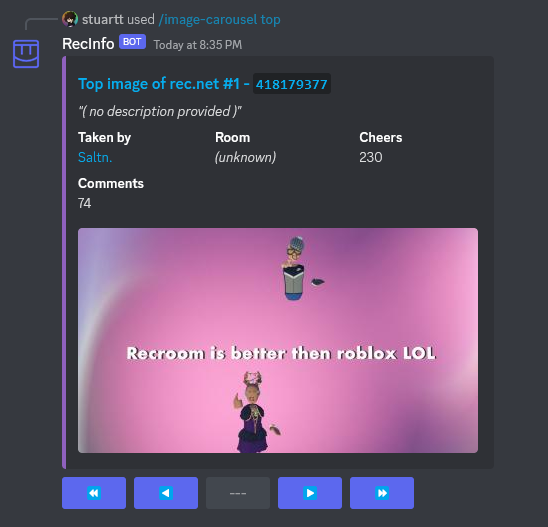 stuartt used /image-carousel top
RecInfo BOT Today at 8:35 PM
Top image of rec.net #1 - 418179377
"( no description provided )"
Taken by Room Cheers
Saltn. (unknown) 230
Comments
74
Recroom is better then roblox LOL
---